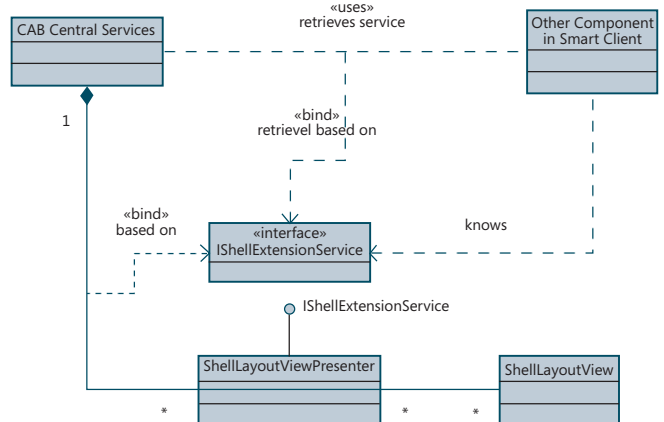 «uses»
retrieves service
CAB Central Services
Other Component
in Smart Client
1
«bind»
retrievel based on
«bind»
based on
«interface»
IShellExtensionService
knows
IShellExtensionService
ShellLayoutViewPresenter
ShellLayoutView
*
*
*